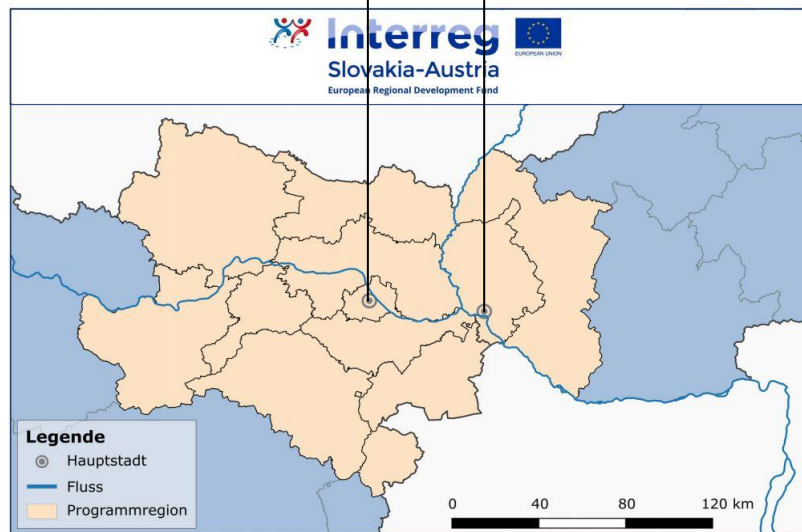 Interreg
EUROPEAN UNION
Slovakia-Austria
European Regional Development Fund
Legende
Hauptstadt
Fluss
Programmregion
0 40 80 120 km